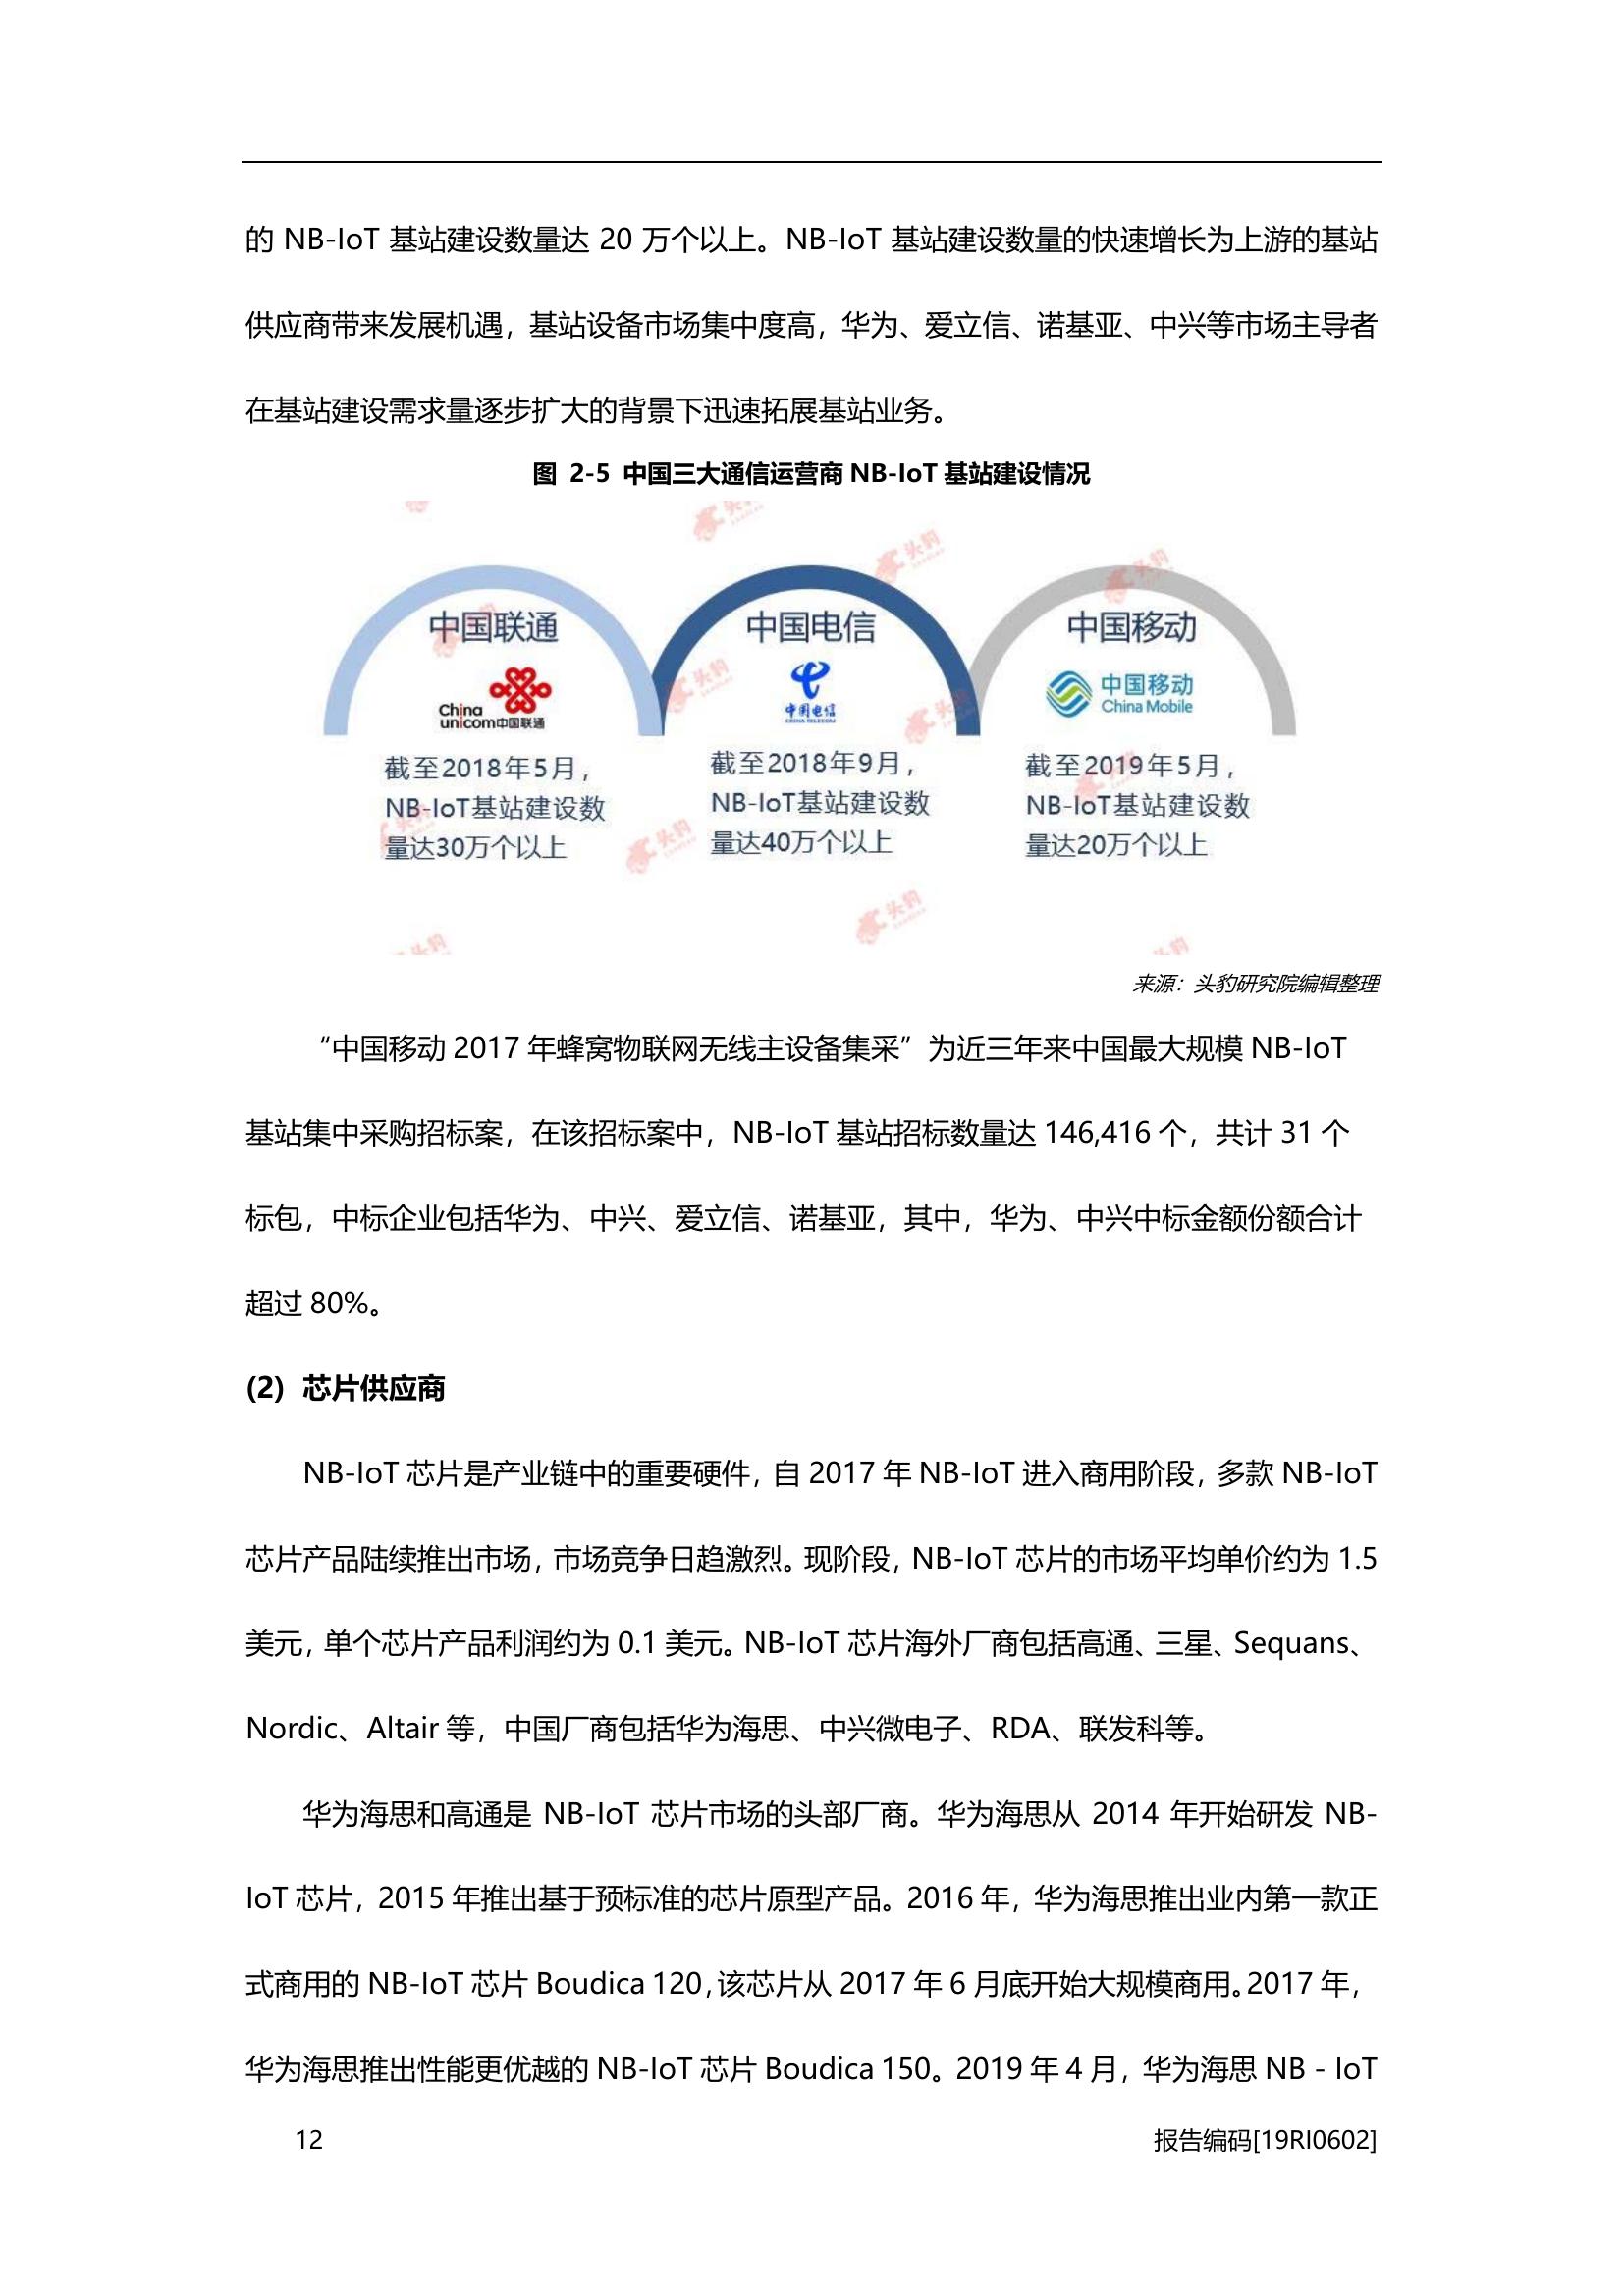 的 NB-IoT 基站建设数量达 20 万个以上。NB-IoT 基站建设数量的快速增长为上游的基站
供应商带来发展机遇，基站设备市场集中度高，华为、爱立信、诺基亚、中兴等市场主导者
在基站建设需求量逐步扩大的背景下迅速拓展基站业务。
图 2-5 中国三大通信运营商 NB-IoT 基站建设情况
中国联通
China
unicom中国联通
截至2018年5月，
NB-IoT基站建设数
量达30万个以上
中国电信
中国电信
CHINA TELECOM
截至2018年9月，
NB-IoT基站建设数
量达40万个以上
中国移动
中国移动
China Mobile
截至2019年5月，
NB-IoT基站建设数
量达20万个以上
来源：头豹研究院编辑整理
“中国移动 2017 年蜂窝物联网无线主设备集采”为近三年来中国最大规模 NB-IoT
基站集中采购招标案，在该招标案中，NB-IoT 基站招标数量达 146,416 个，共计 31 个
标包，中标企业包括华为、中兴、爱立信、诺基亚，其中，华为、中兴中标金额份额合计
超过 80%。
(2) 芯片供应商
NB-IoT 芯片是产业链中的重要硬件，自 2017 年 NB-IoT 进入商用阶段，多款 NB-IoT
芯片产品陆续推出市场，市场竞争日趋激烈。现阶段，NB-IoT 芯片的市场平均单价约为 1.5
美元，单个芯片产品利润约为 0.1 美元。NB-IoT 芯片海外厂商包括高通、三星、Sequans、
Nordic、Altair 等，中国厂商包括华为海思、中兴微电子、RDA、联发科等。
华为海思和高通是 NB-IoT 芯片市场的头部厂商。华为海思从 2014 年开始研发 NB-
IoT 芯片，2015 年推出基于预标准的芯片原型产品。2016 年，华为海思推出业内第一款正
式商用的 NB-IoT 芯片 Boudica 120，该芯片从 2017 年 6 月底开始大规模商用。2017 年，
华为海思推出性能更优越的 NB-IoT 芯片 Boudica 150。2019 年 4 月，华为海思 NB - IoT
12
报告编码[19RI0602]